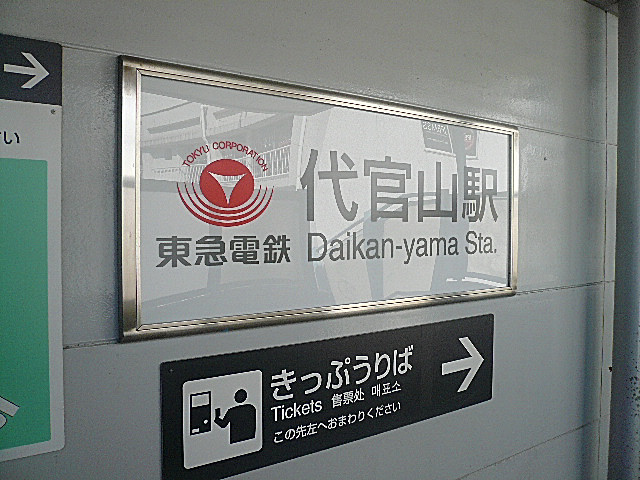 さい
TOKYU CORPORATION
東急電鉄
代官山駅
Daikan-yama Sta.
きっぷうりば
Tickets 售票处 매표소
この先左へおまわりください